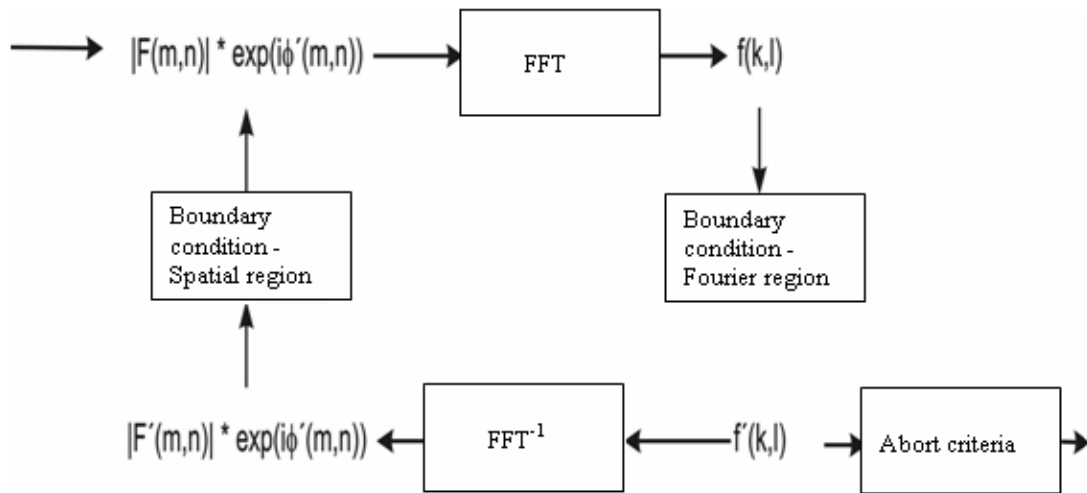 |F(m,n)| * exp(iϕ´(m,n))
FFT
f(k,l)
Boundary
condition -
Spatial region
Boundary
condition -
Fourier region
|F´(m,n)| * exp(iϕ´(m,n))
FFT⁻¹
f´(k,l)
Abort criteria